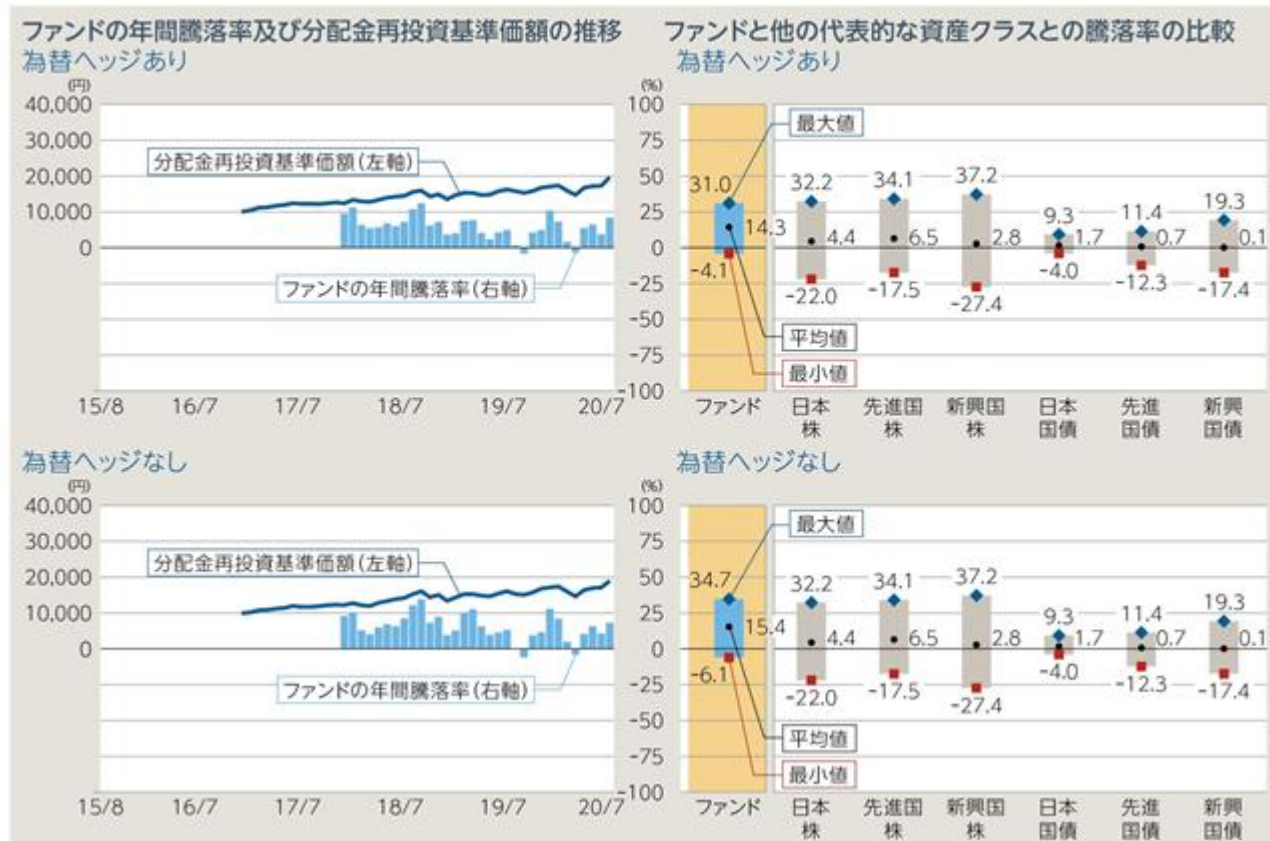 ファンドの年間騰落率及び分配金再投資基準価額の推移
為替ヘッジあり
(円)
40,000
30,000
20,000
10,000
0
分配金再投資基準価額(左軸)
ファンドの年間騰落率(右軸)
15/8 16/7 17/7 18/7 19/7 20/7
ファンドと他の代表的な資産クラスとの騰落率の比較
為替ヘッジあり
(%)
100
75
50
25
0
-25
-50
-75
-100
最大値
平均値
最小値
31.0 14.3 -4.1
32.2 4.4 -22.0
34.1 6.5 -17.5
37.2 2.8 -27.4
9.3 1.7 -4.0
11.4 0.7 -12.3
19.3 0.1 -17.4
ファンド 日本 先進国 新興国 日本 先進 新興
株 株 株 国債 国債 国債
為替ヘッジなし
(円)
40,000
30,000
20,000
10,000
0
分配金再投資基準価額(左軸)
ファンドの年間騰落率(右軸)
15/8 16/7 17/7 18/7 19/7 20/7
為替ヘッジなし
(%)
100
75
50
25
0
-25
-50
-75
-100
最大値
平均値
最小値
34.7 15.4 -6.1
32.2 4.4 -22.0
34.1 6.5 -17.5
37.2 2.8 -27.4
9.3 1.7 -4.0
11.4 0.7 -12.3
19.3 0.1 -17.4
ファンド 日本 先進国 新興国 日本 先進 新興
株 株 株 国債 国債 国債